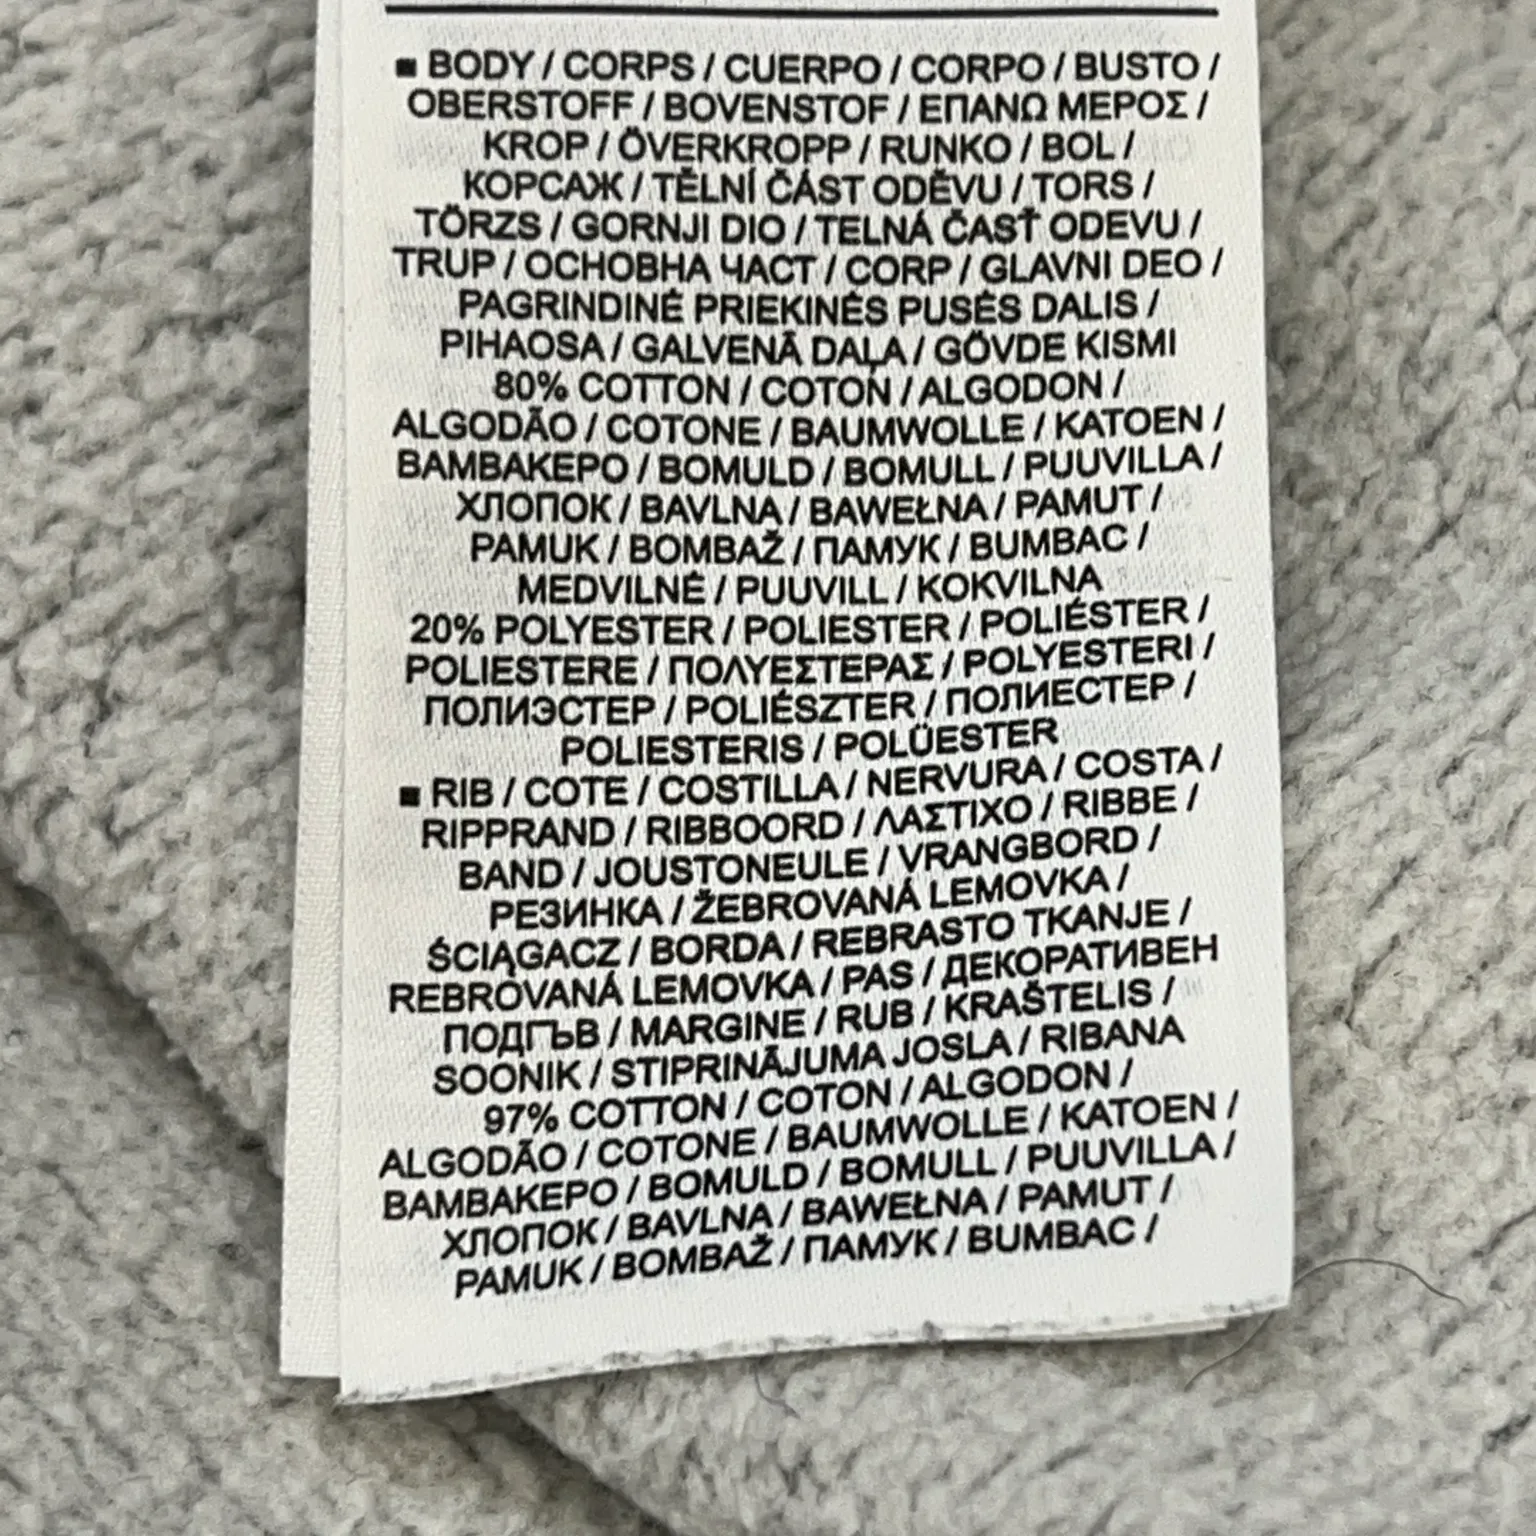 ■ BODY / CORPS / CUERPO / CORPO / BUSTO /
OBERSTOFF / BOVENSTOF / ΕΠΑΝΩ ΜΕΡΟΣ /
KROP / ÖVERKROPP / RUNKO / BOL /
КОРСАЖ / TĚLNÍ ČÁST ODĚVU / TORS /
TÖRZS / GORNJI DIO / TELNÁ ČASŤ ODEVU /
TRUP / ОСНОВНА ЧАСТ / CORP / GLAVNI DEO /
PAGRINDINĖ PRIEKINĖS PUSĖS DALIS /
PIHAOSA / GALVENĀ DAĻA / GÖVDE KISMI
80% COTTON / COTON / ALGODON /
ALGODÃO / COTONE / BAUMWOLLE / KATOEN /
ΒΑΜΒΑΚΕΡΟ / BOMULD / BOMULL / PUUVILLA /
ХЛОПОК / BAVLNA / BAWEŁNA / PAMUT /
PAMUK / BOMBAŽ / ПАМУК / BUMBAC /
MEDVILNĖ / PUUVILL / KOKVILNA
20% POLYESTER / POLIESTER / POLIÉSTER /
POLIESTERE / ΠΟΛΥΕΣΤΕΡΑΣ / POLYESTERI /
ПОЛИЭСТЕР / POLIÉSZTER / ПОЛИЕСТЕР /
POLIESTERIS / POLÜESTER
■ RIB / COTE / COSTILLA / NERVURA / COSTA /
RIPPRAND / RIBBOORD / ΛΑΣΤΙΧΟ / RIBBE /
BAND / JOUSTONEULE / VRANGBORD /
РЕЗИНКА / ŽEBROVANÁ LEMOVKA /
ŚCIĄGACZ / BORDA / REBRASTO TKANJE /
REBROVANÁ LEMOVKA / PAS / ДЕКОРАТИВЕН
ПОДГЪВ / MARGINE / RUB / KRAŠTELIS /
SOONIK / STIPRINĀJUMA JOSLA / RIBANA
97% COTTON / COTON / ALGODON /
ALGODÃO / COTONE / BAUMWOLLE / KATOEN /
ΒΑΜΒΑΚΕΡΟ / BOMULD / BOMULL / PUUVILLA /
ХЛОПОК / BAVLNA / BAWEŁNA / PAMUT /
PAMUK / BOMBAŽ / ПАМУК / BUMBAC /